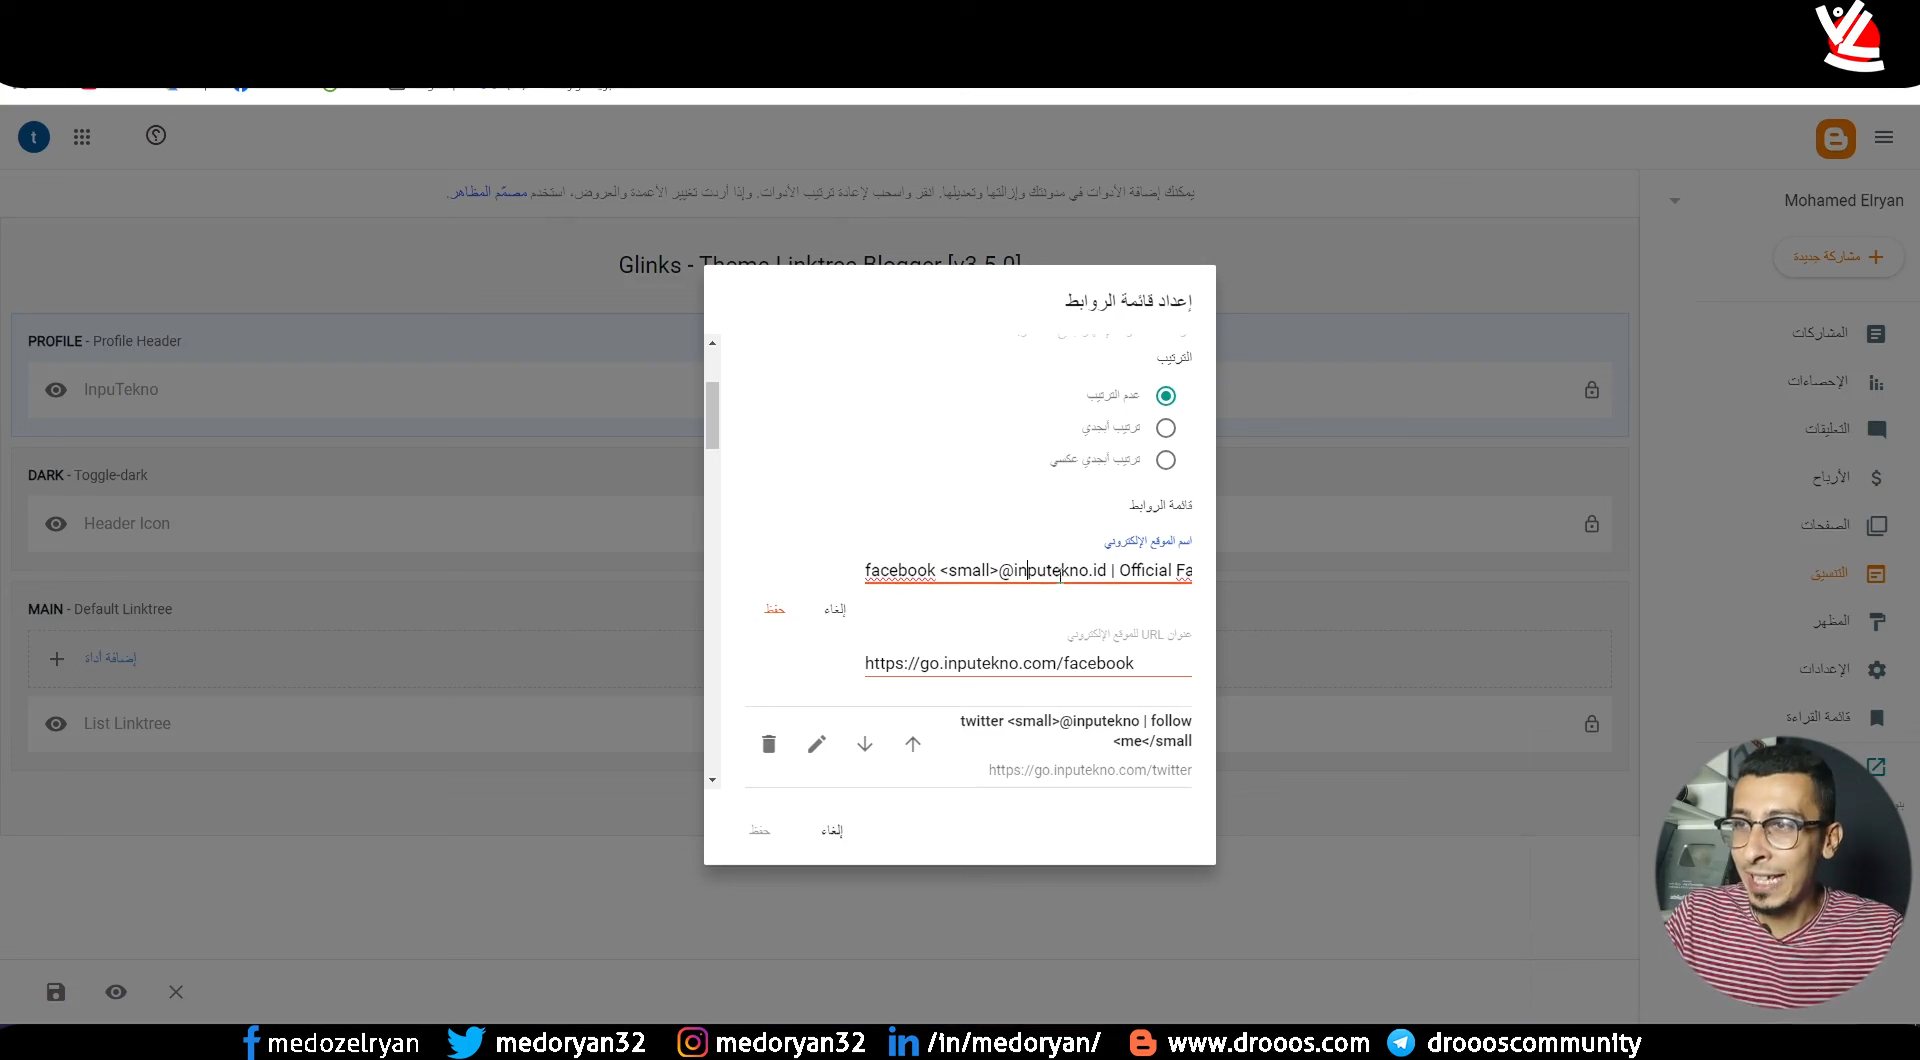 t
يمكنك إضافة الأدوات في مدونتك وإزالتها وتعديلها. انقر واسحب لإعادة ترتيب الأدوات. وإذا أردت تغيير الأعمدة والعروض، استخدم مصمّم المظاهر.
Mohamed Elryan
مشاركة جديدة
المشاركات
الإحصاءات
التعليقات
الأرباح
الصفحات
التنسيق
المظهر
الإعدادات
قائمة القراءة
Glinks - Theme Linktree Blogger [v3.5.0]
PROFILE - Profile Header
InpuTekno
DARK - Toggle-dark
Header Icon
MAIN - Default Linktree
إضافة أداة
List Linktree
إعداد قائمة الروابط
الترتيب
عدم الترتيب
ترتيب أبجدي
ترتيب أبجدي عكسي
قائمة الروابط
اسم الموقع الإلكتروني
facebook <small>@inputekno.id | Official Fa
حفظ إلغاء
عنوان URL للموقع الإلكتروني
https://go.inputekno.com/facebook
twitter <small>@inputekno | follow
<me</small
https://go.inputekno.com/twitter
حفظ إلغاء
medozelryan medoryan32 medoryan32 /in/medoryan/ www.drooos.com droooscommunity